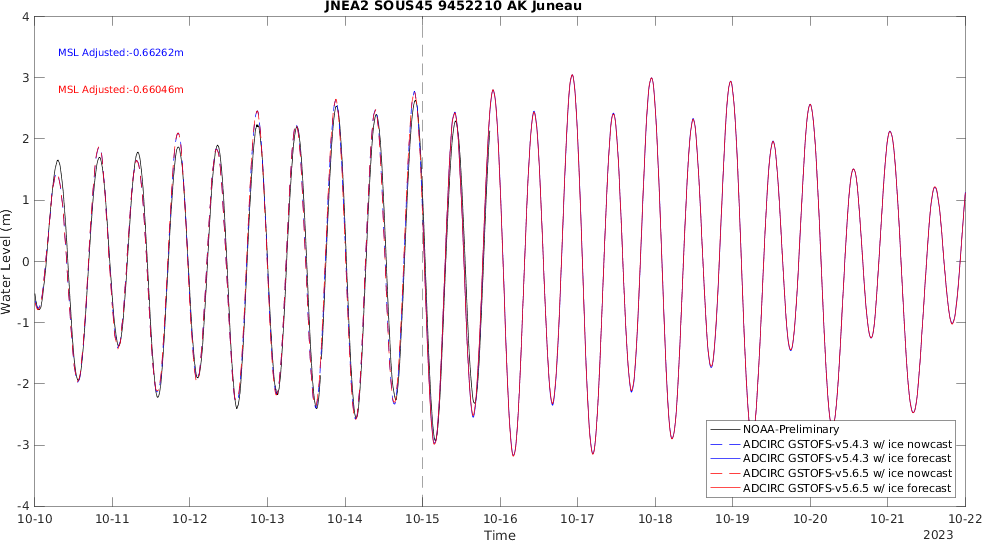 JNEA2 SOUS45 9452210 AK Juneau
MSL Adjusted:-0.66262m
MSL Adjusted:-0.66046m
4
3
2
1
0
-1
-2
-3
-4
Water Level (m)
NOAA-Preliminary
ADCIRC GSTOFS-v5.4.3 w/ ice nowcast
ADCIRC GSTOFS-v5.4.3 w/ ice forecast
ADCIRC GSTOFS-v5.6.5 w/ ice nowcast
ADCIRC GSTOFS-v5.6.5 w/ ice forecast
10-10 10-11 10-12 10-13 10-14 10-15 10-16 10-17 10-18 10-19 10-20 10-21 10-22
Time
2023